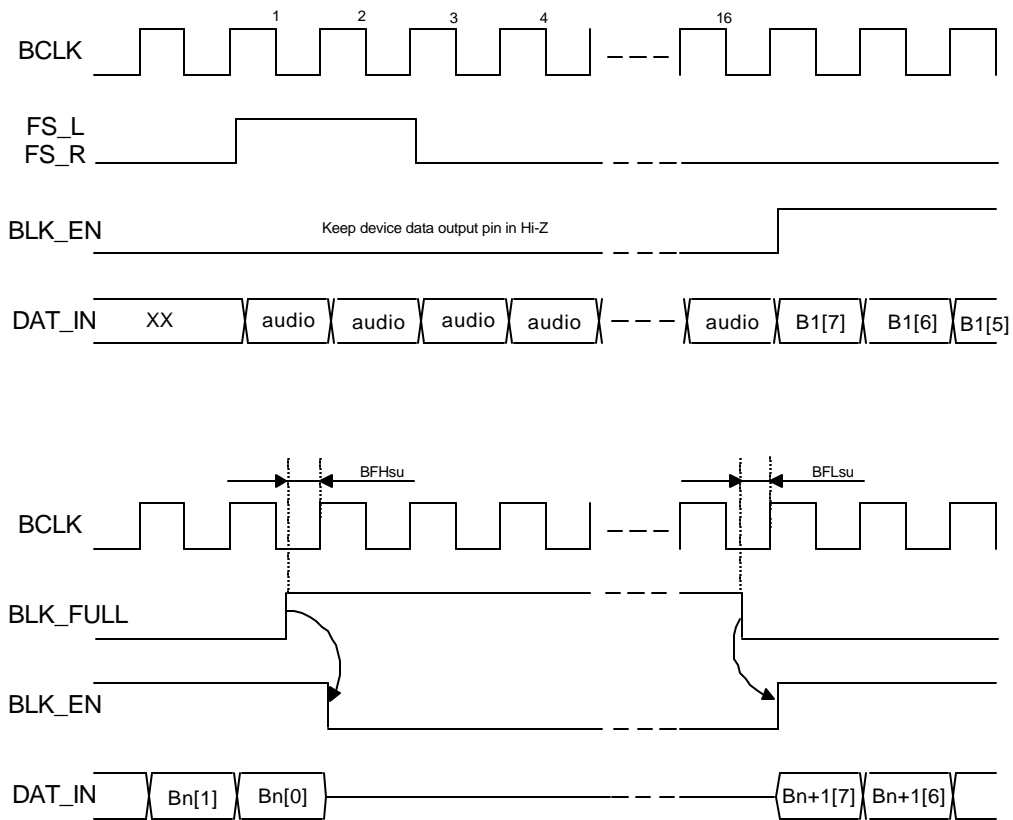 1 2 3 4 16
BCLK
FS_L
FS_R
BLK_EN
Keep device data output pin in Hi-Z
DAT_IN XX audio audio audio audio audio B1[7] B1[6] B1[5]
BFHsu BFLsu
BCLK
BLK_FULL
BLK_EN
DAT_IN Bn[1] Bn[0] Bn+1[7] Bn+1[6]